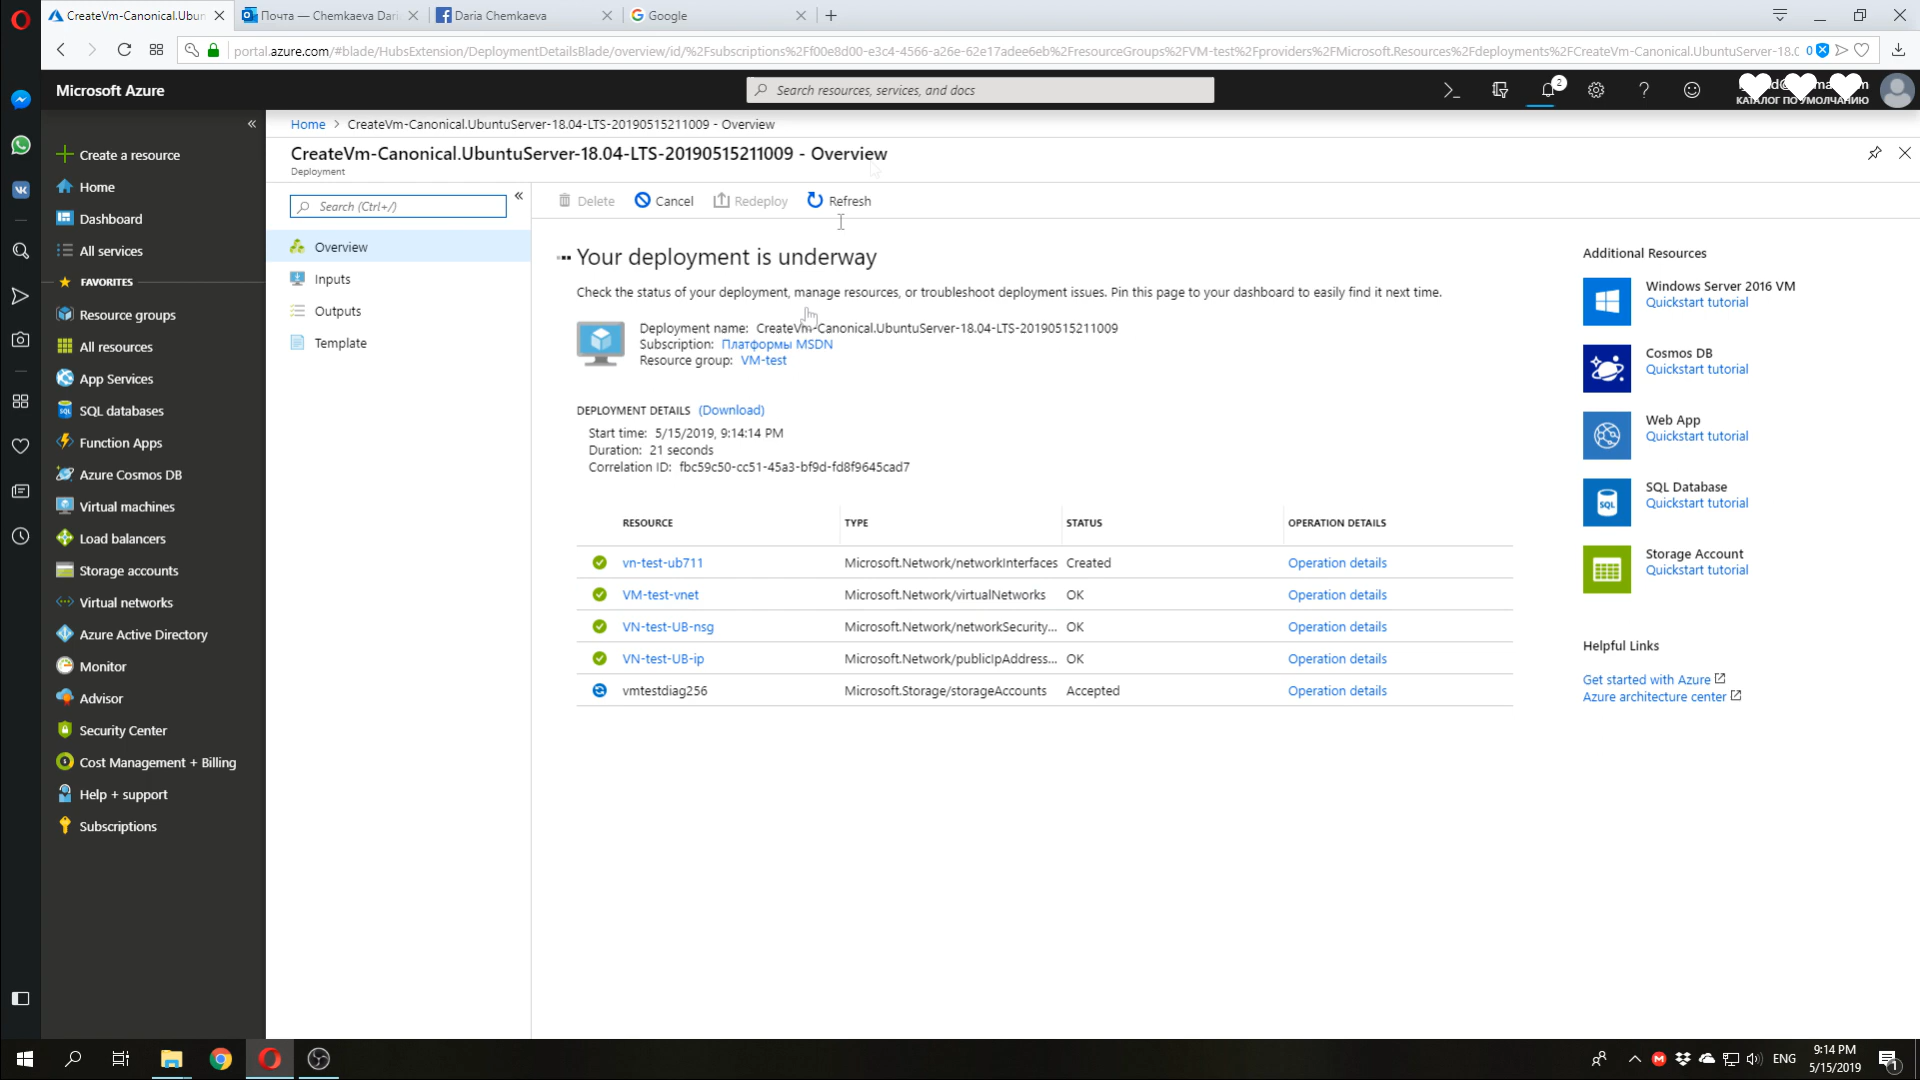 CreateVm-Canonical.Ubun
Почта — Chemkaeva Dari
Daria Chemkaeva
Google
portal.azure.com/#blade/HubsExtension/DeploymentDetailsBlade/overview/id/%2Fsubscriptions%2Ff00e8d00-e3c4-4566-a26e-62e17adee6eb%2FresourceGroups%2FVM-test%2Fproviders%2FMicrosoft.Resources%2Fdeployments%2FCreateVm-Canonical.UbuntuServer-18.0
0
Microsoft Azure
Search resources, services, and docs
2
КАТАЛОГ ПО УМОЛЧАНИЮ
Home > CreateVm-Canonical.UbuntuServer-18.04-LTS-20190515211009 - Overview
CreateVm-Canonical.UbuntuServer-18.04-LTS-20190515211009 - Overview
Deployment
Create a resource
Home
Dashboard
All services
FAVORITES
Resource groups
All resources
App Services
SQL databases
Function Apps
Azure Cosmos DB
Virtual machines
Load balancers
Storage accounts
Virtual networks
Azure Active Directory
Monitor
Advisor
Security Center
Cost Management + Billing
Help + support
Subscriptions
Search (Ctrl+/)
Overview
Inputs
Outputs
Template
Delete
Cancel
Redeploy
Refresh
Your deployment is underway
Check the status of your deployment, manage resources, or troubleshoot deployment issues. Pin this page to your dashboard to easily find it next time.
Deployment name: CreateVm-Canonical.UbuntuServer-18.04-LTS-20190515211009
Subscription: Платформы MSDN
Resource group: VM-test
DEPLOYMENT DETAILS (Download)
Start time: 5/15/2019, 9:14:14 PM
Duration: 21 seconds
Correlation ID: fbc59c50-cc51-45a3-bf9d-fd8f9645cad7
RESOURCE TYPE STATUS OPERATION DETAILS
vn-test-ub711 Microsoft.Network/networkInterfaces Created Operation details
VM-test-vnet Microsoft.Network/virtualNetworks OK Operation details
VN-test-UB-nsg Microsoft.Network/networkSecurity... OK Operation details
VN-test-UB-ip Microsoft.Network/publicIpAddress... OK Operation details
vmtestdiag256 Microsoft.Storage/storageAccounts Accepted Operation details
Additional Resources
Windows Server 2016 VM
Quickstart tutorial
Cosmos DB
Quickstart tutorial
Web App
Quickstart tutorial
SQL
SQL Database
Quickstart tutorial
Storage Account
Quickstart tutorial
Helpful Links
Get started with Azure
Azure architecture center
ENG
9:14 PM
5/15/2019
1